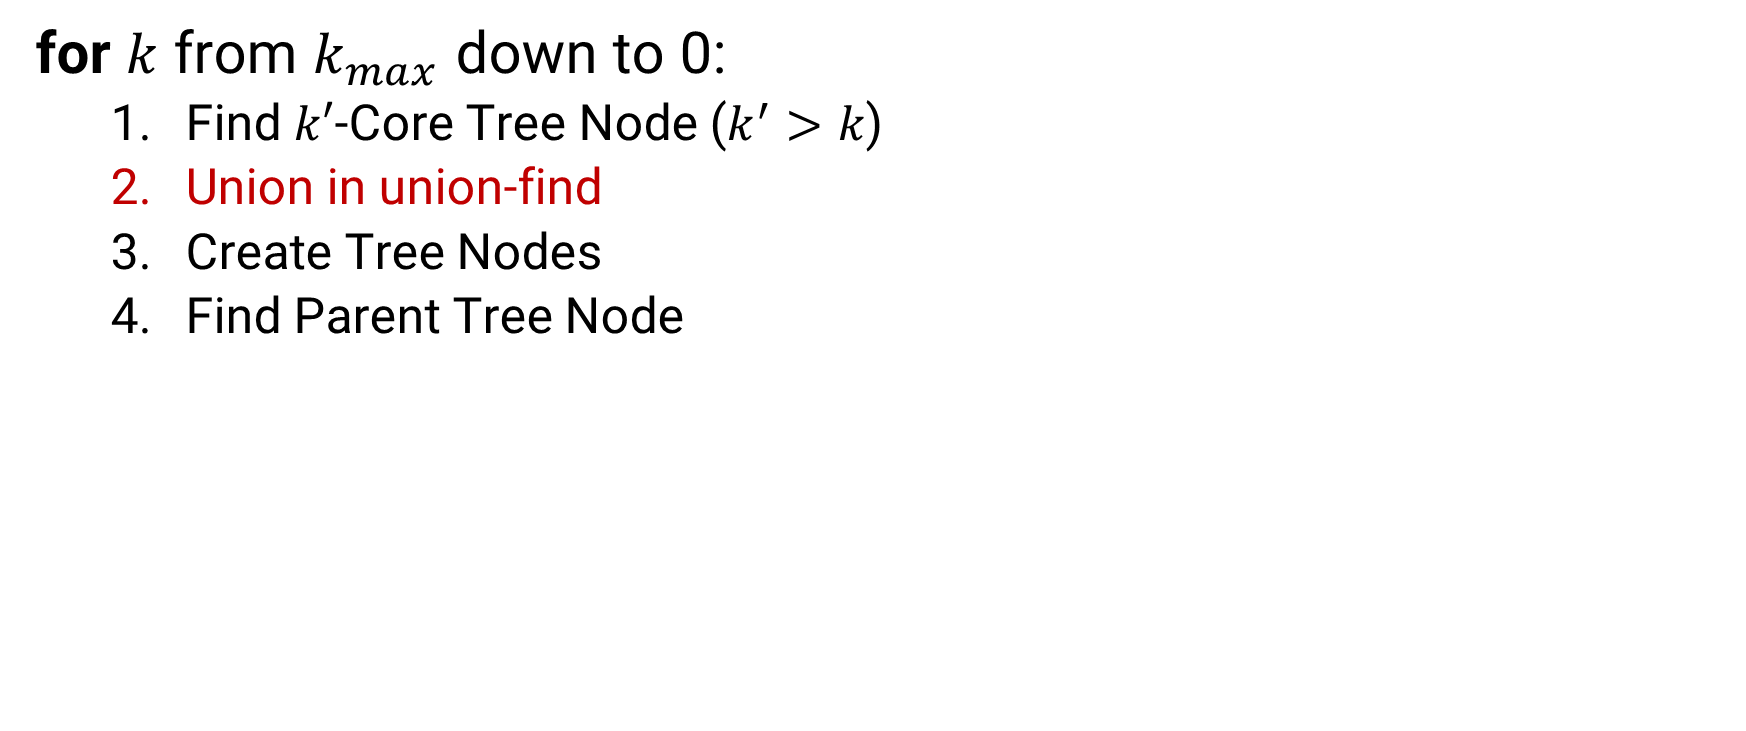 for k from k_max down to 0:
1. Find k′-Core Tree Node (k′ > k)
2. Union in union-find
3. Create Tree Nodes
4. Find Parent Tree Node